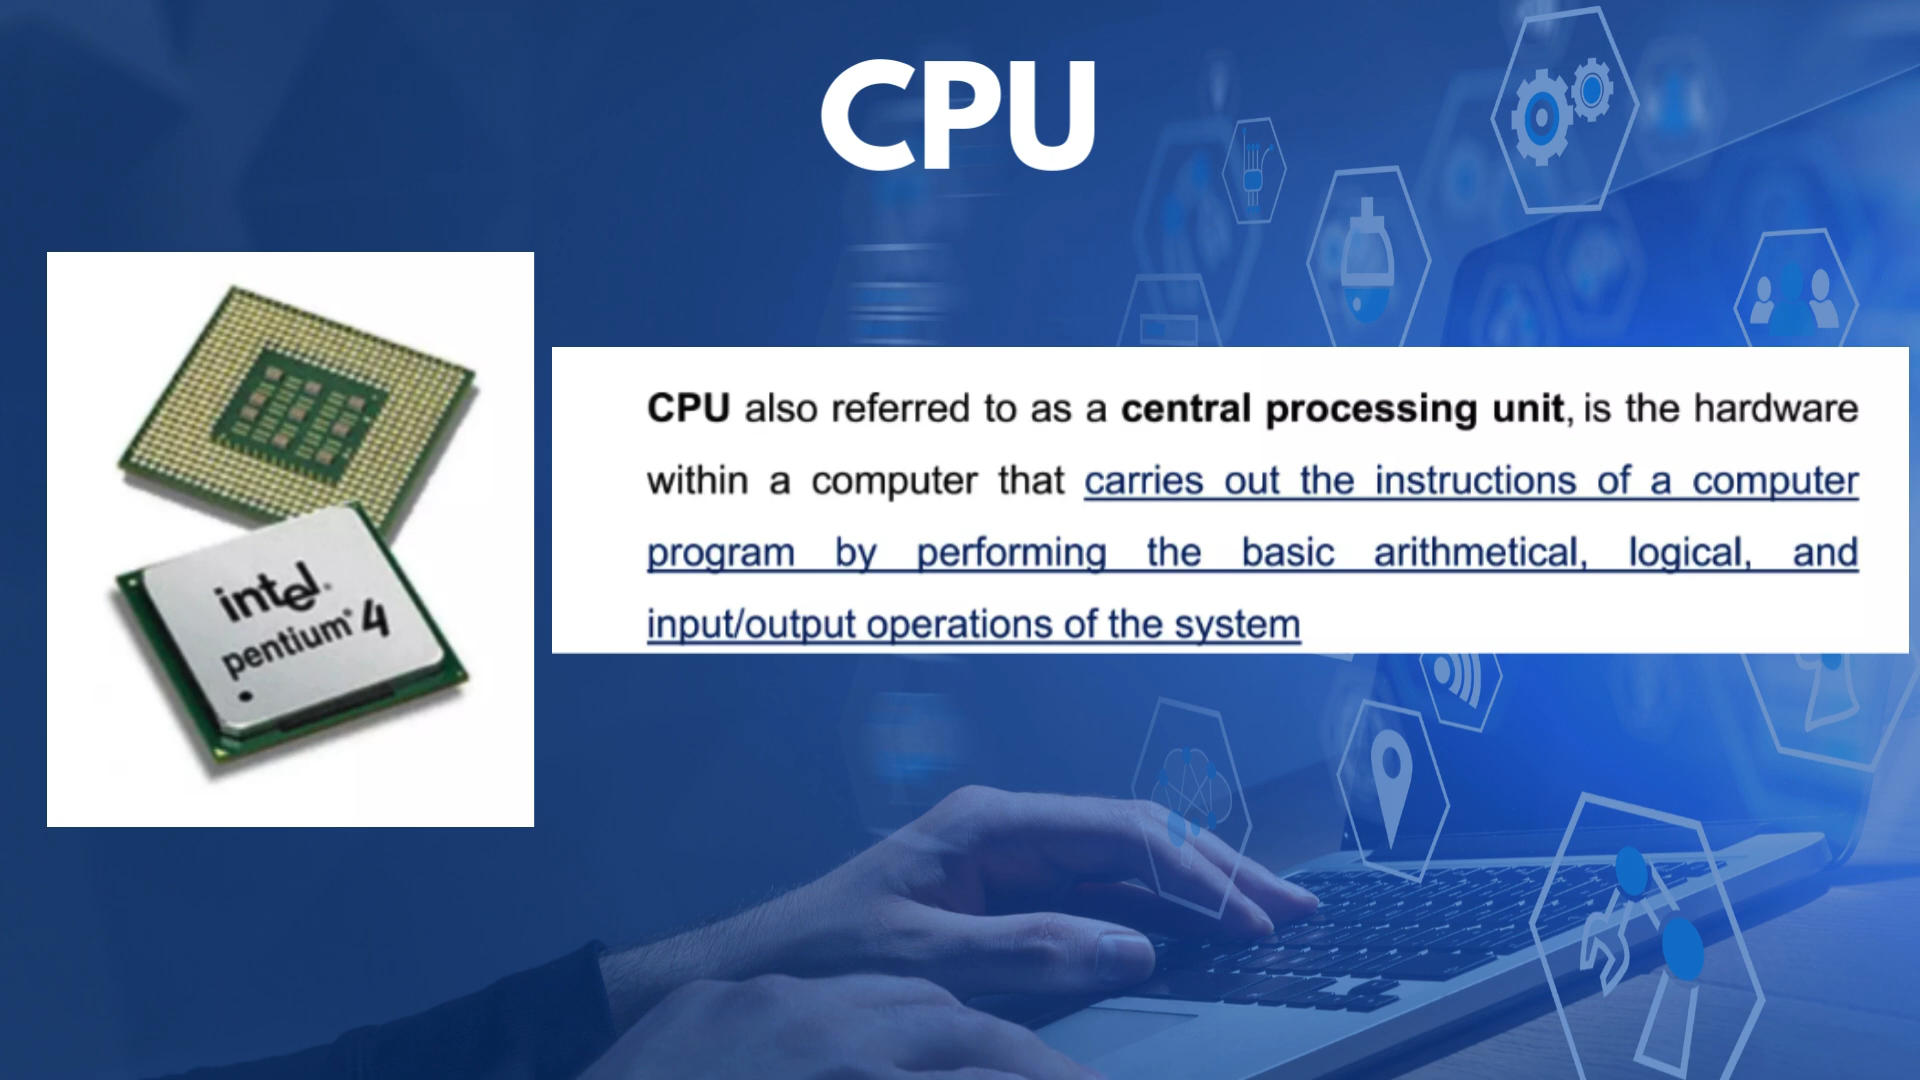 CPU
intel
pentium 4
CPU also referred to as a central processing unit, is the hardware
within a computer that carries out the instructions of a computer
program by performing the basic arithmetical, logical, and
input/output operations of the system